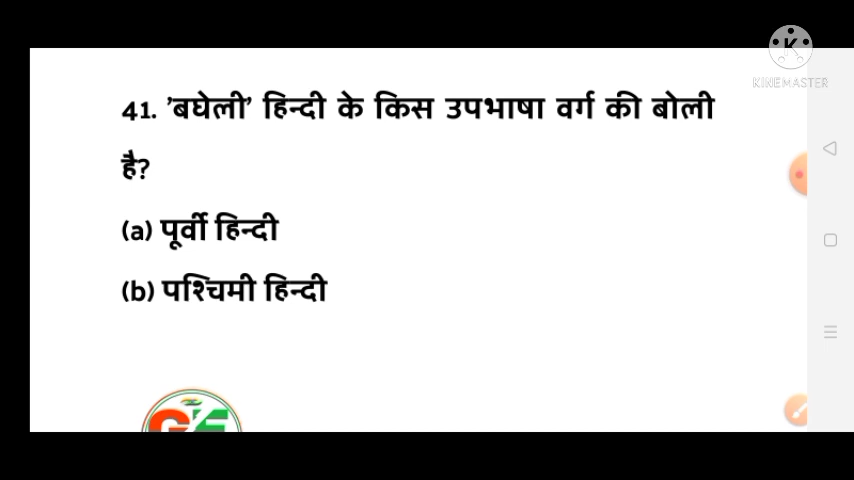 KINEMASTER
41. 'बघेली' हिन्दी के किस उपभाषा वर्ग की बोली
है?
(a) पूर्वी हिन्दी
(b) पश्चिमी हिन्दी